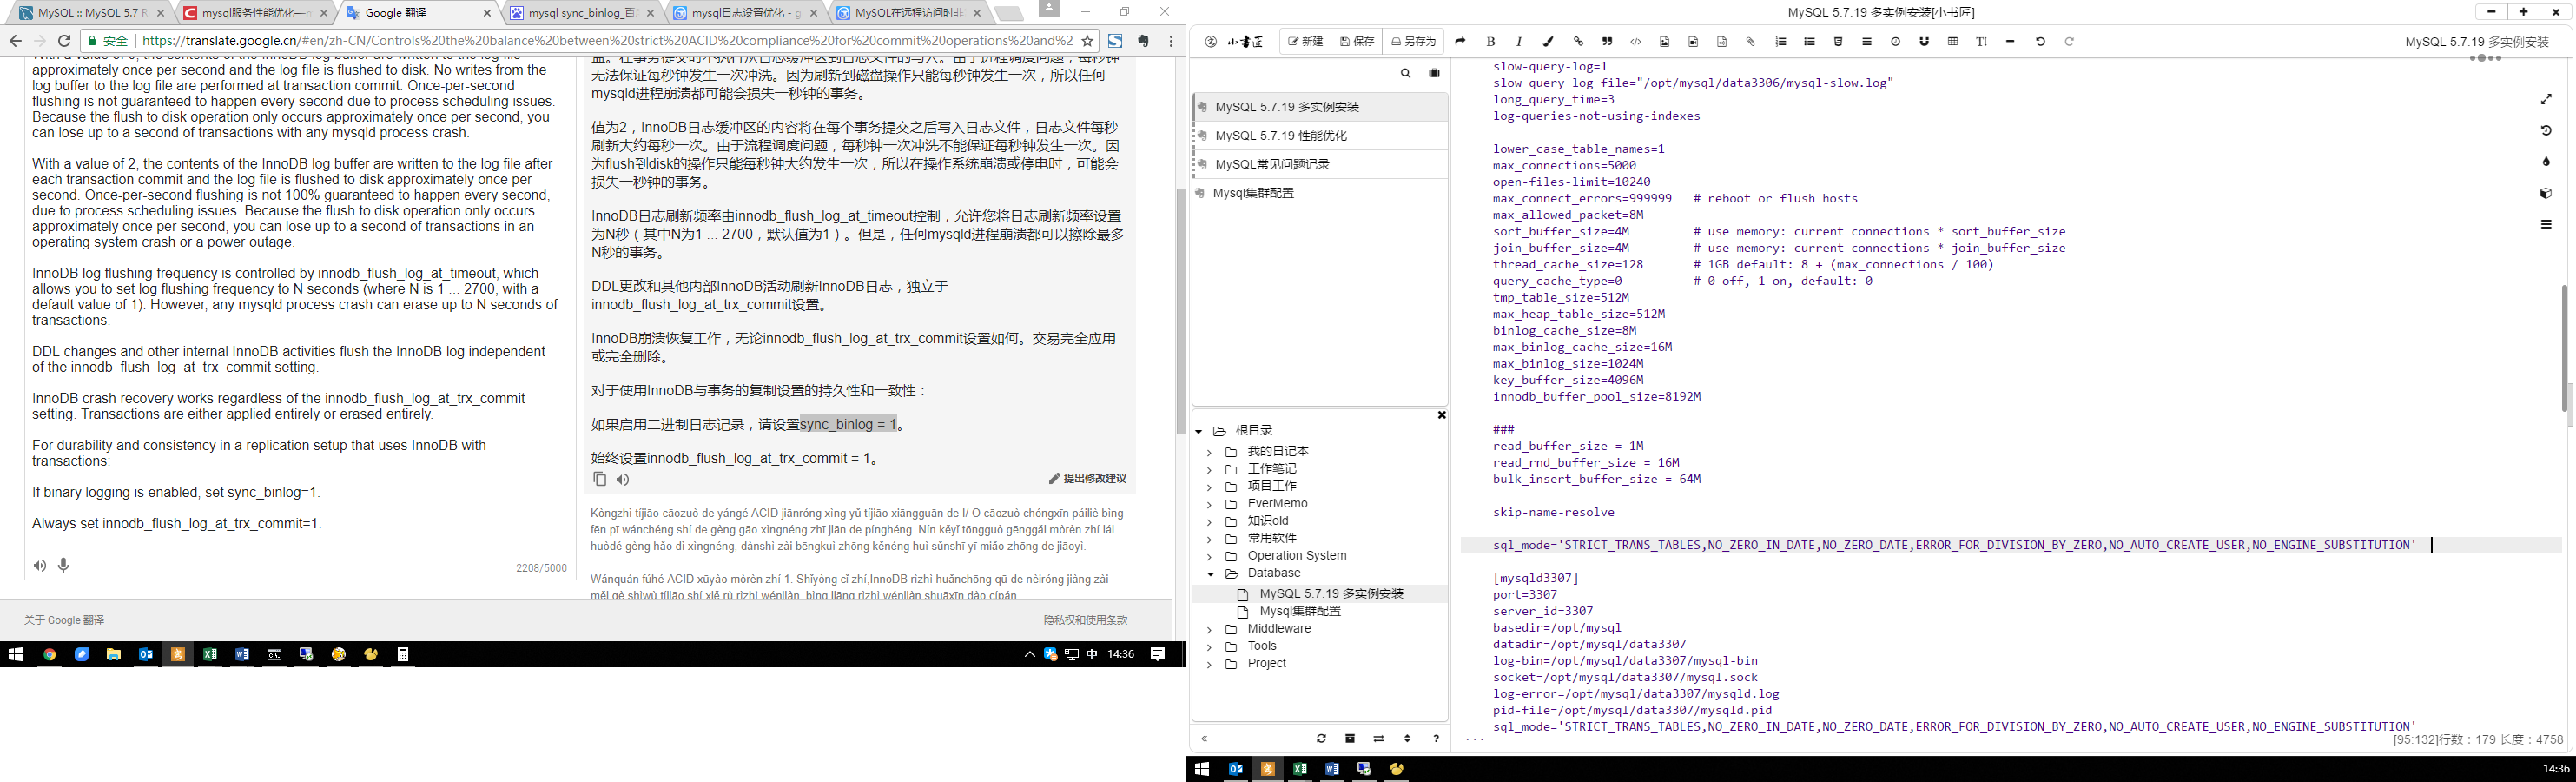 MySQL :: MySQL 5.7 R
mysql服务性能优化—n
Google 翻译
mysql sync_binlog_百
mysql日志设置优化 - g
MySQL在远程访问时非
安全
https://translate.google.cn/#en/zh-CN/Controls%20the%20balance%20between%20strict%20ACID%20compliance%20for%20commit%20operations%20and%2
approximately once per second and the log file is flushed to disk. No writes from the
log buffer to the log file are performed at transaction commit. Once-per-second
flushing is not guaranteed to happen every second due to process scheduling issues.
Because the flush to disk operation only occurs approximately once per second, you
can lose up to a second of transactions with any mysqld process crash.
With a value of 2, the contents of the InnoDB log buffer are written to the log file after
each transaction commit and the log file is flushed to disk approximately once per
second. Once-per-second flushing is not 100% guaranteed to happen every second,
due to process scheduling issues. Because the flush to disk operation only occurs
approximately once per second, you can lose up to a second of transactions in an
operating system crash or a power outage.
InnoDB log flushing frequency is controlled by innodb_flush_log_at_timeout, which
allows you to set log flushing frequency to N seconds (where N is 1 ... 2700, with a
default value of 1). However, any mysqld process crash can erase up to N seconds of
transactions.
DDL changes and other internal InnoDB activities flush the InnoDB log independent
of the innodb_flush_log_at_trx_commit setting.
InnoDB crash recovery works regardless of the innodb_flush_log_at_trx_commit
setting. Transactions are either applied entirely or erased entirely.
For durability and consistency in a replication setup that uses InnoDB with
transactions:
If binary logging is enabled, set sync_binlog=1.
Always set innodb_flush_log_at_trx_commit=1.
2208/5000
无法保证每秒钟发生一次冲洗。因为刷新到磁盘操作只能每秒钟发生一次，所以任何
mysqld进程崩溃都可能会损失一秒钟的事务。
值为2，InnoDB日志缓冲区的内容将在每个事务提交之后写入日志文件，日志文件每秒
刷新大约每秒一次。由于流程调度问题，每秒钟一次冲洗不能保证每秒钟发生一次。因
为flush到disk的操作只能每秒钟大约发生一次，所以在操作系统崩溃或停电时，可能会
损失一秒钟的事务。
InnoDB日志刷新频率由innodb_flush_log_at_timeout控制，允许您将日志刷新频率设置
为N秒（其中N为1 ... 2700，默认值为1）。但是，任何mysqld进程崩溃都可以擦除最多
N秒的事务。
DDL更改和其他内部InnoDB活动刷新InnoDB日志，独立于
innodb_flush_log_at_trx_commit设置。
InnoDB崩溃恢复工作，无论innodb_flush_log_at_trx_commit设置如何。交易完全应用
或完全删除。
对于使用InnoDB与事务的复制设置的持久性和一致性：
如果启用二进制日志记录，请设置sync_binlog = 1。
始终设置innodb_flush_log_at_trx_commit = 1。
提出修改建议
Kòngzhì tíjiāo cāozuò de yángé ACID jiānróng xìng yǔ tíjiāo xiāngguān de I/ O cāozuò chóngxīn páiliè bìng
fēn pī wánchéng shí de gèng gāo xìngnéng zhī jiān de pínghéng. Nín kěyǐ tōngguò gēnggǎi mòrèn zhí lái
huòdé gèng hǎo dì xìngnéng, dànshì zài bēngkuì zhōng kěnéng huì sǔnshī yī miǎo zhōng de jiāoyì.
Wánquán fúhé ACID xūyào mòrèn zhí 1. Shǐyòng cǐ zhí,InnoDB rìzhì huǎnchōng qū de nèiróng jiàng zài
关于 Google 翻译
隐私权和使用条款
中
14:36
MySQL 5.7.19 多实例安装[小书匠]
小书匠
新建
保存
另存为
MySQL 5.7.19 多实例安装
MySQL 5.7.19 多实例安装
MySQL 5.7.19 性能优化
MySQL常见问题记录
Mysql集群配置
根目录
我的日记本
工作笔记
项目工作
EverMemo
知识old
常用软件
Operation System
Database
MySQL 5.7.19 多实例安装
Mysql集群配置
Middleware
Tools
Project
slow-query-log=1
slow_query_log_file="/opt/mysql/data3306/mysql-slow.log"
long_query_time=3
log-queries-not-using-indexes
lower_case_table_names=1
max_connections=5000
open-files-limit=10240
max_connect_errors=999999 # reboot or flush hosts
max_allowed_packet=8M
sort_buffer_size=4M # use memory: current connections * sort_buffer_size
join_buffer_size=4M # use memory: current connections * join_buffer_size
thread_cache_size=128 # 1GB default: 8 + (max_connections / 100)
query_cache_type=0 # 0 off, 1 on, default: 0
tmp_table_size=512M
max_heap_table_size=512M
binlog_cache_size=8M
max_binlog_cache_size=16M
max_binlog_size=1024M
key_buffer_size=4096M
innodb_buffer_pool_size=8192M
###
read_buffer_size = 1M
read_rnd_buffer_size = 16M
bulk_insert_buffer_size = 64M
skip-name-resolve
sql_mode='STRICT_TRANS_TABLES,NO_ZERO_IN_DATE,NO_ZERO_DATE,ERROR_FOR_DIVISION_BY_ZERO,NO_AUTO_CREATE_USER,NO_ENGINE_SUBSTITUTION'
[mysqld3307]
port=3307
server_id=3307
basedir=/opt/mysql
datadir=/opt/mysql/data3307
log-bin=/opt/mysql/data3307/mysql-bin
socket=/opt/mysql/data3307/mysql.sock
log-error=/opt/mysql/data3307/mysqld.log
pid-file=/opt/mysql/data3307/mysqld.pid
sql_mode='STRICT_TRANS_TABLES,NO_ZERO_IN_DATE,NO_ZERO_DATE,ERROR_FOR_DIVISION_BY_ZERO,NO_AUTO_CREATE_USER,NO_ENGINE_SUBSTITUTION'
[95:132]行数：179 长度：4758
14:36